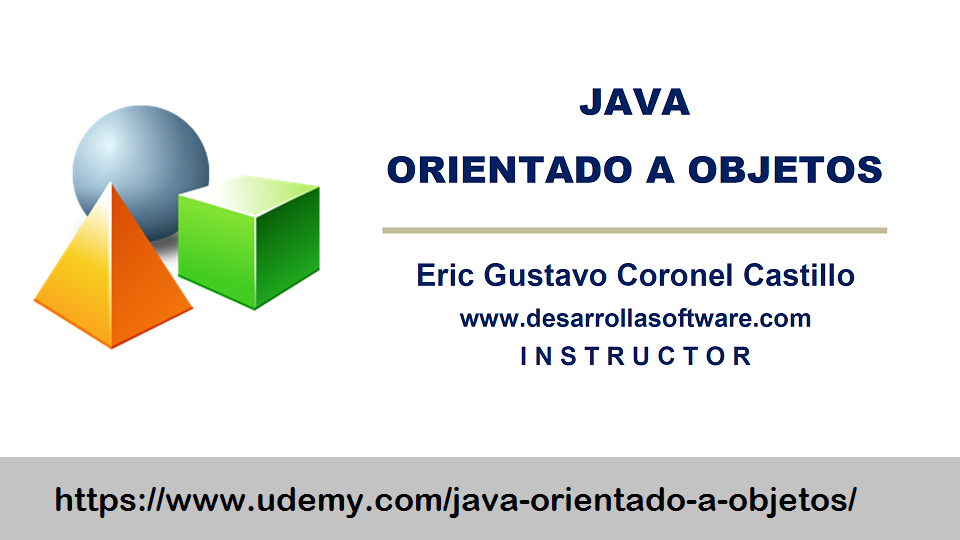 JAVA
ORIENTADO A OBJETOS
Eric Gustavo Coronel Castillo
www.desarrollasoftware.com
I N S T R U C T O R
https://www.udemy.com/java-orientado-a-objetos/